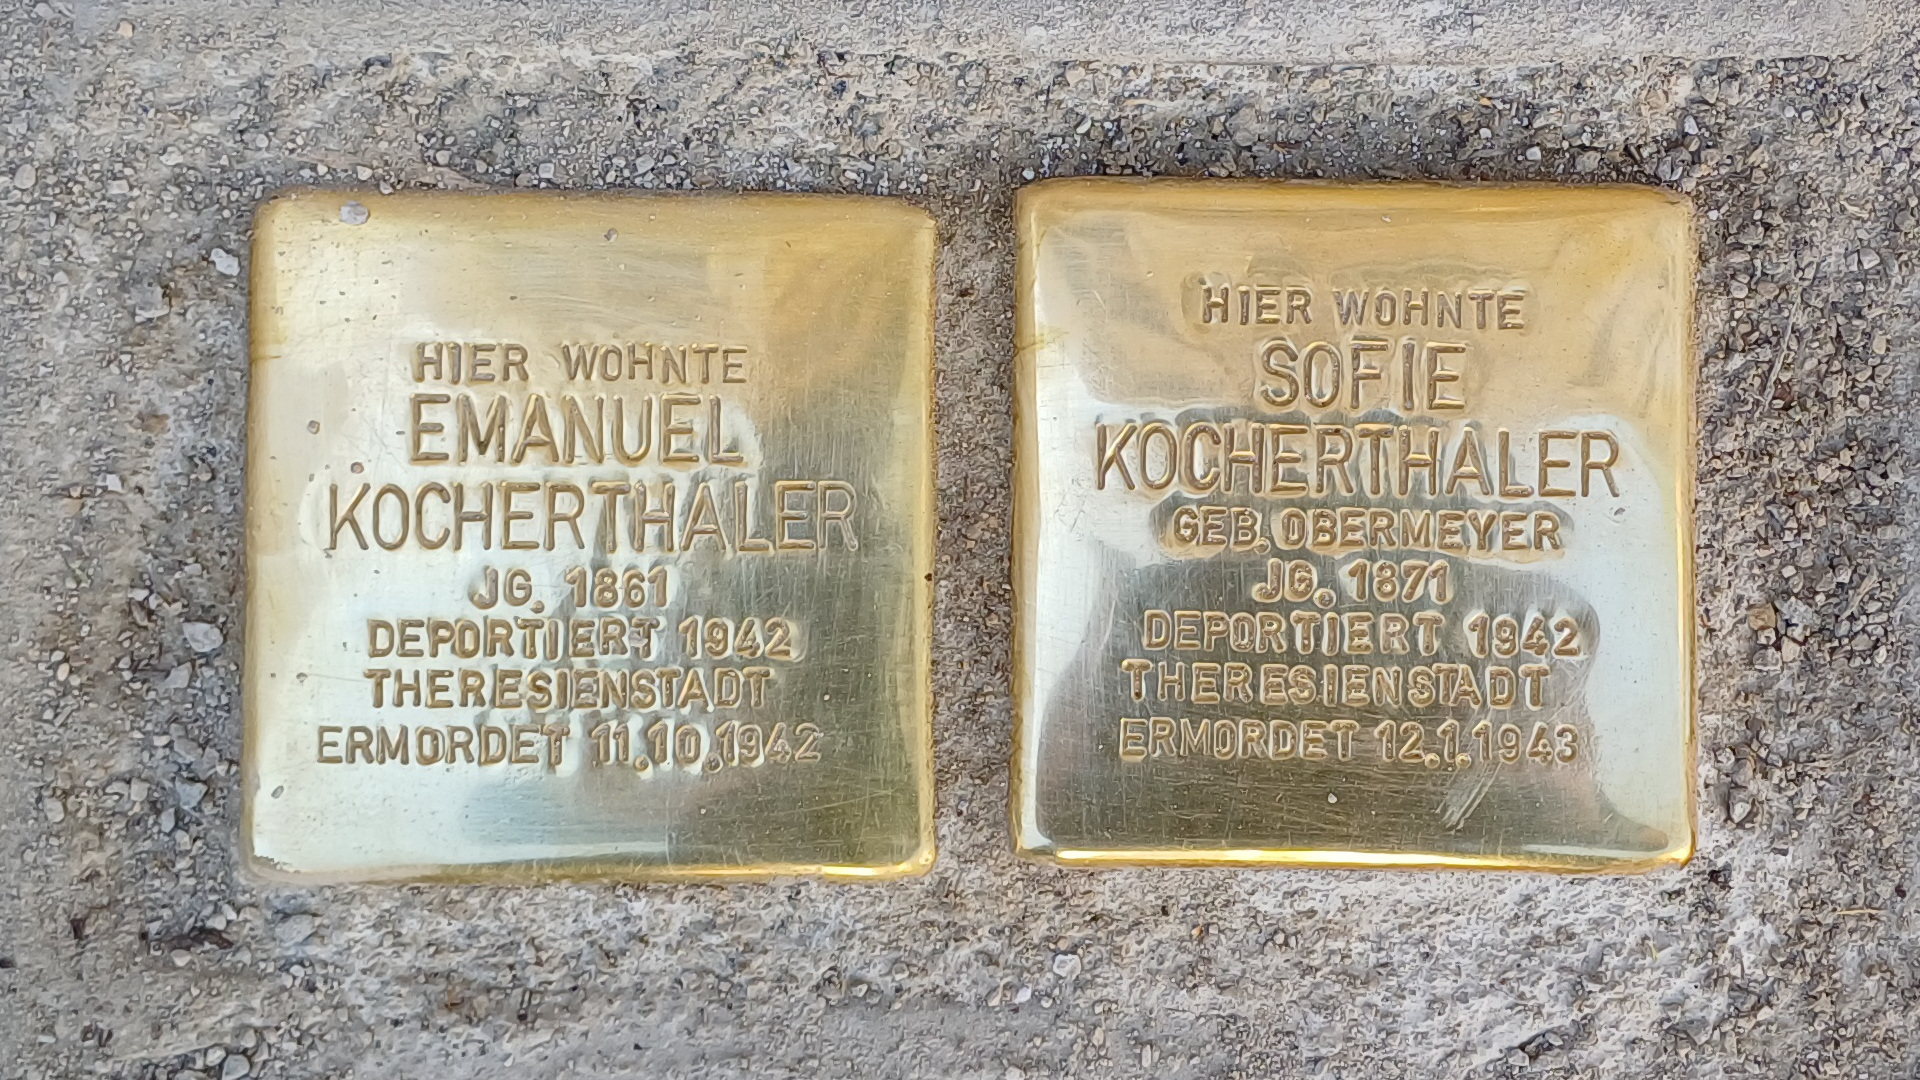 HIER WOHNTE
EMANUEL
KOCHERTHALER
JG. 1861
DEPORTIERT 1942
THERESIENSTADT
ERMORDET 11.10.1942
HIER WOHNTE
SOFIE
KOCHERTHALER
GEB. OBERMEYER
JG. 1871
DEPORTIERT 1942
THERESIENSTADT
ERMORDET 12.1.1943